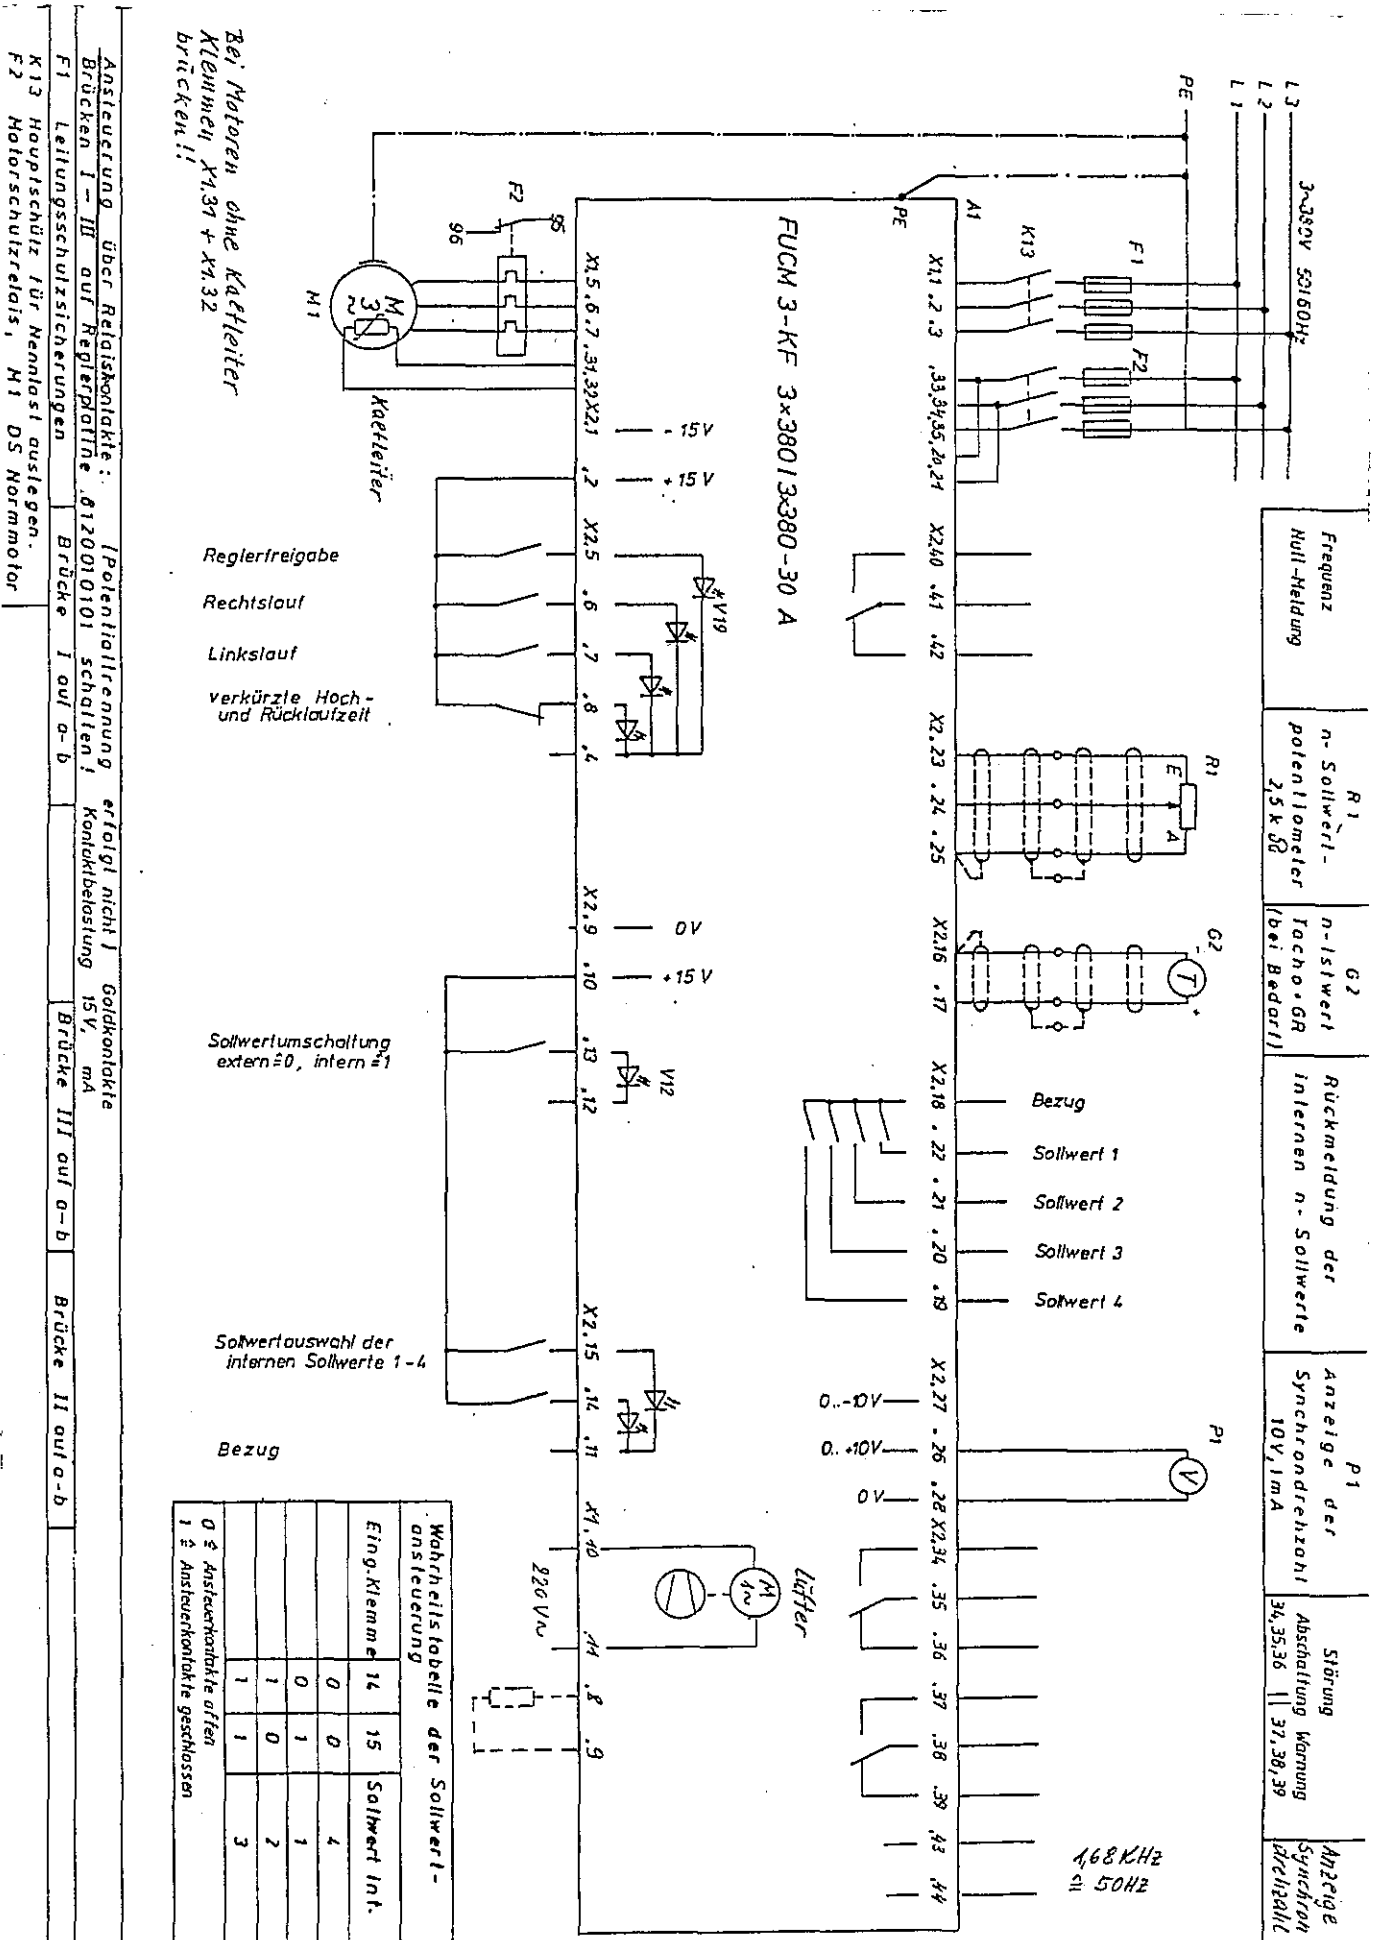 L3
L2
L1
PE
3~380V 50/60Hz
F1
F2
K13
A1
PE
X1,1 .2 .3 .33,34,35,20,21
X2,40 .41 .42
X2.23 .24 .25
X2,16 .17
X2,18 .22 .21 .20 .19
X2,27 .26 .28
X2,34 .35 .36 .37 .38 .39 .43 .44
Frequenz
Null-Meldung
R1
n-Sollwert-
potentiometer
2,5 k Ω
G2
n-Istwert
Tacho.GR
(bei Bedarf)
Rückmeldung der
internen n-Sollwerte
P1
Anzeige der
Synchrondrehzahl
10V, 1mA
Störung
Abschaltung Warnung
34,35,36 || 37,38,39
Anzeige
Synchron
drehzahl
R1
E
A
G2
-
T
+
Bezug
Sollwert 1
Sollwert 2
Sollwert 3
Sollwert 4
0..-10V
0..+10V
0V
P1
V
1,68 KHZ
≙ 50HZ
FUCM 3-KF 3x380/3x380-30 A
X1,5 .6 .7 .31,32
X2,1 .2
X2,5 .6 .7 .8 .4
X2,9 .10 .13 .12
X2,15 .14 .11
X1.10 .11 .8 .9
- 15V
+ 15 V
V19
0V
+15 V
V12
Lüfter
M
1~
220V~
F2
95
96
M
3
~
M1
Kaltleiter
Bei Motoren ohne Kaltleiter
Klemmen X1.31 + X1.32
brücken!!
Reglerfreigabe
Rechtslauf
Linkslauf
verkürzte Hoch-
und Rücklaufzeit
Sollwertumschaltung
extern≙0, intern≙1
Sollwertauswahl der
internen Sollwerte 1-4
Bezug
Wahrheitstabelle der Sollwert-
ansteuerung
Eing.Klemme 14 15 Sollwert Int.
0 0 4
0 1 1
1 0 2
1 1 3
0 ≙ Ansteuerkontakte offen
1 ≙ Ansteuerkontakte geschlossen
Ansteuerung über Relaiskontakte: (Potentialtrennung erfolgt nicht) Goldkontakte
Brücken I-III auf Reglerplatine .8120010101 schalten! Kontaktbelastung 15V, mA
F1 Leitungsschutzsicherungen
Brücke I auf a-b
Brücke III auf a-b
Brücke II auf a-b
K13 Hauptschütz für Nennlast auslegen.
F2 Motorschutzrelais, M1 DS Normmotor